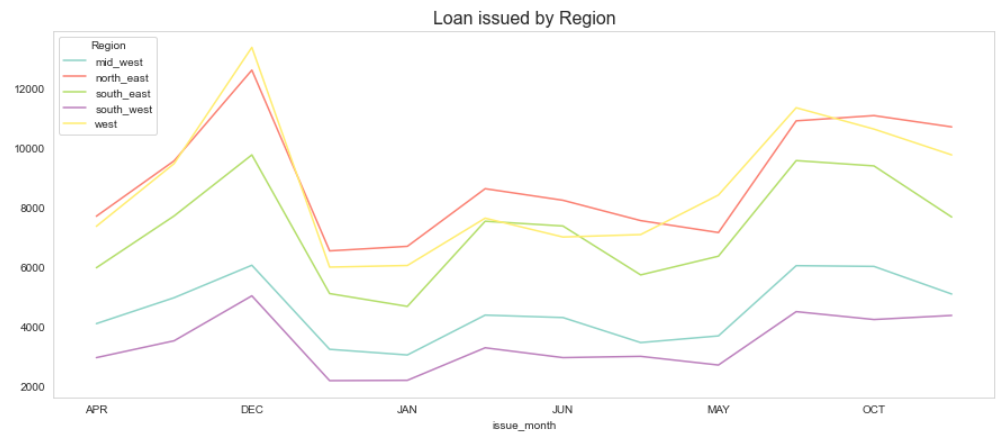 Loan issued by Region
Region
mid_west
north_east
south_east
south_west
west
12000
10000
8000
6000
4000
2000
APR DEC JAN JUN MAY OCT
issue_month